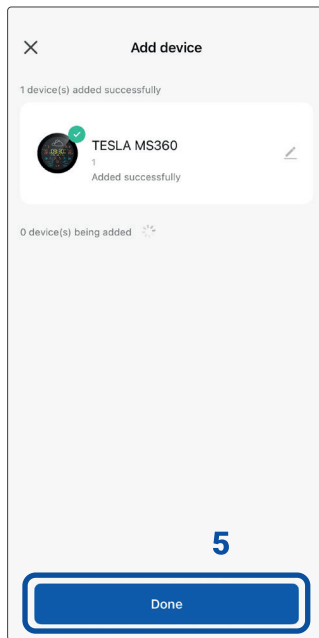 Add device
1 device(s) added successfully
TESLA MS360
1
Added successfully
0 device(s) being added
5
Done